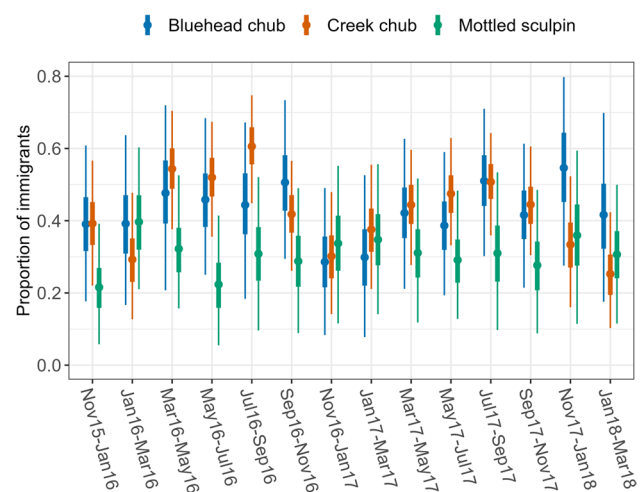 Bluehead chub Creek chub Mottled sculpin
Proportion of immigrants
0.8
0.6
0.4
0.2
0.0
Nov15-Jan16
Jan16-Mar16
Mar16-May16
May16-Jul16
Jul16-Sep16
Sep16-Nov16
Nov16-Jan17
Jan17-Mar17
Mar17-May17
May17-Jul17
Jul17-Sep17
Sep17-Nov17
Nov17-Jan18
Jan18-Mar18